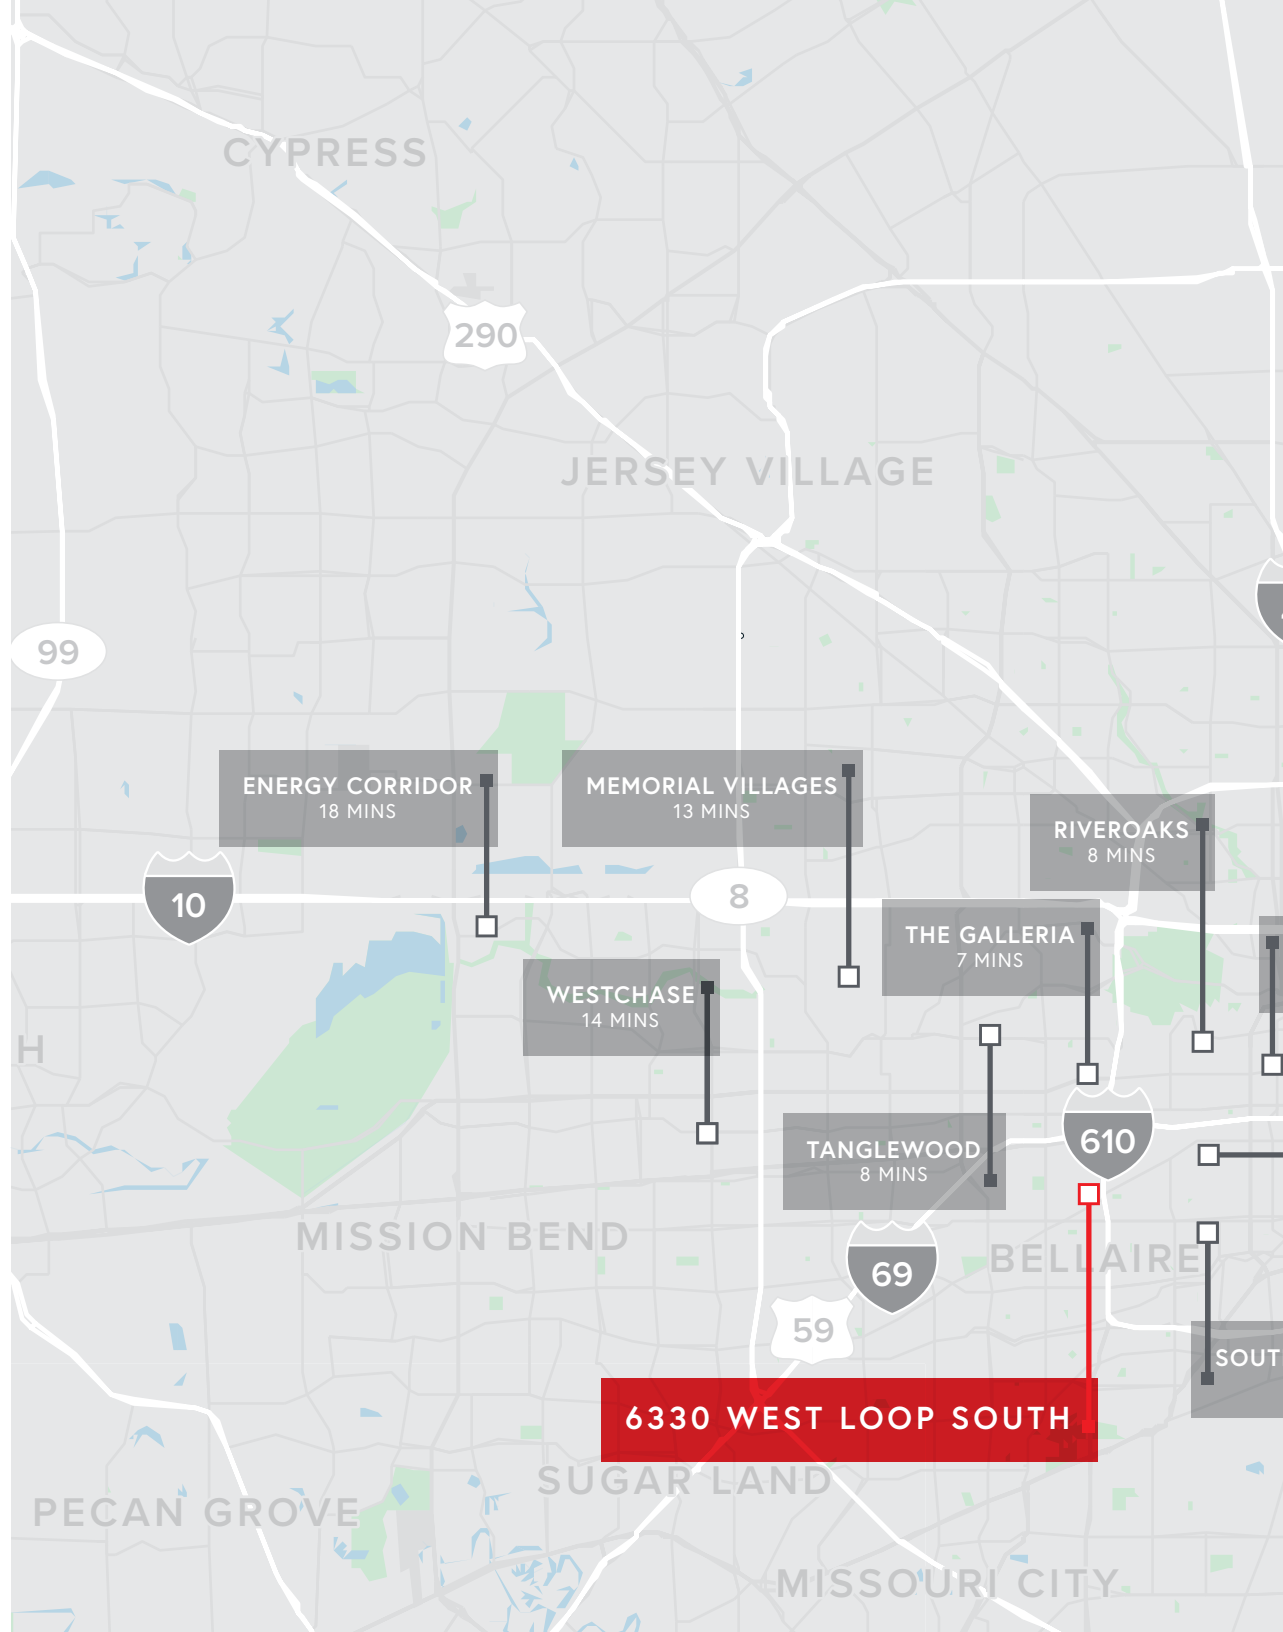 CYPRESS
290
JERSEY VILLAGE
99
ENERGY CORRIDOR
18 MINS
MEMORIAL VILLAGES
13 MINS
RIVEROAKS
8 MINS
10
8
THE GALLERIA
7 MINS
WESTCHASE
14 MINS
H
610
TANGLEWOOD
8 MINS
MISSION BEND
BELLAIRE
69
59
SOUT
6330 WEST LOOP SOUTH
SUGAR LAND
PECAN GROVE
MISSOURI CITY